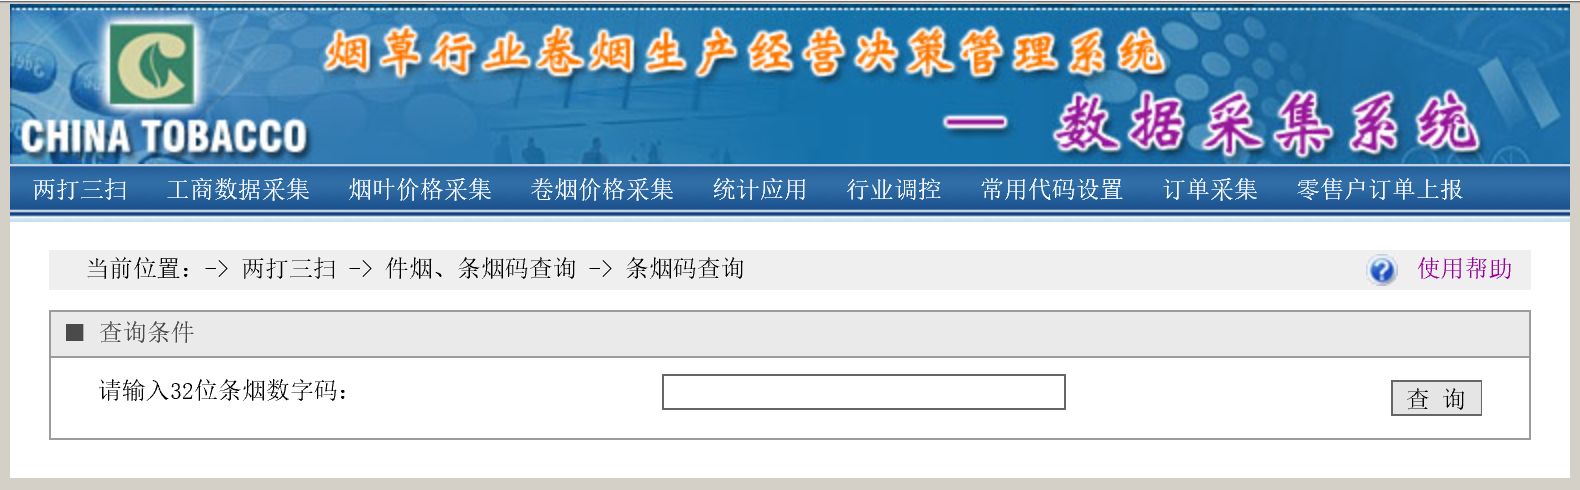 烟草行业卷烟生产经营决策管理系统
— 数据采集系统
CHINA TOBACCO
两打三扫 工商数据采集 烟叶价格采集 卷烟价格采集 统计应用 行业调控 常用代码设置 订单采集 零售户订单上报
当前位置：-> 两打三扫 -> 件烟、条烟码查询 -> 条烟码查询 使用帮助
■ 查询条件
请输入32位条烟数字码： 查 询